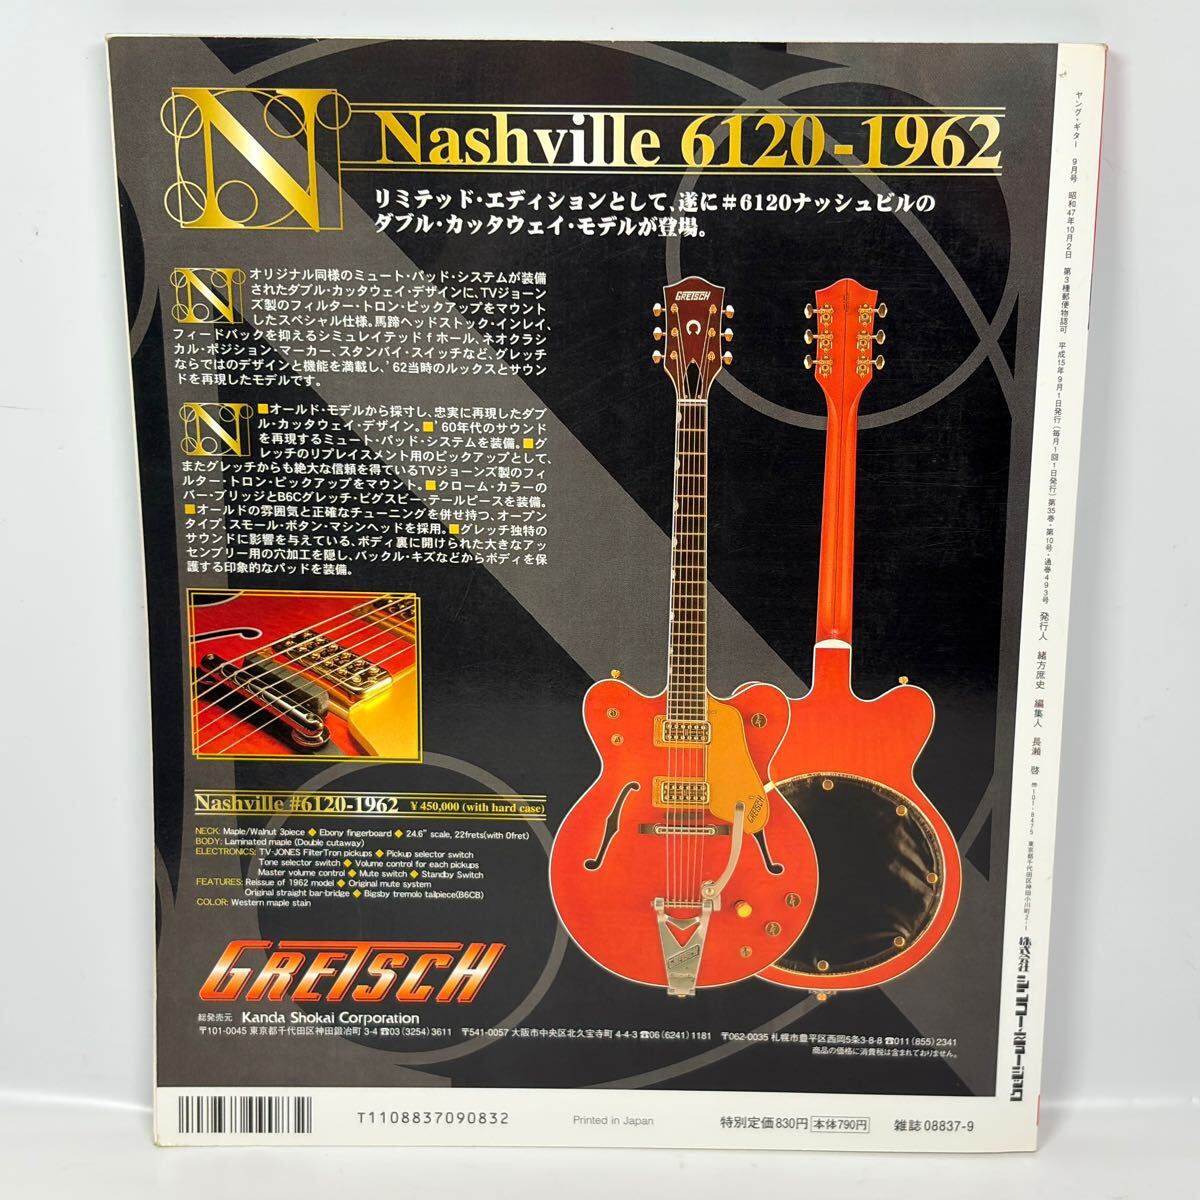 N
Nashville 6120-1962
リミテッド・エディションとして、遂に＃6120ナッシュビルの
ダブル・カッタウェイ・モデルが登場。
N
オリジナル同様のミュート・パッド・システムが装備
されたダブル・カッタウェイ・デザインに、TVジョーン
ズ製のフィルター・トロン・ピックアップをマウント
したスペシャル仕様。馬蹄ヘッドストック・インレイ、
フィードバックを抑えるシミュレイテッド f ホール、ネオクラシ
カル・ポジション・マーカー、スタンバイ・スイッチなど、グレッチ
ならではのデザインと機能を満載し、'62当時のルックスとサウン
ドを再現したモデルです。
N
■オールド・モデルから採寸し、忠実に再現したダブ
ル・カッタウェイ・デザイン。■'60年代のサウンド
を再現するミュート・パッド・システムを装備。■グ
レッチのリプレイスメント用のピックアップとして、
またグレッチからも絶大な信頼を得ているTVジョーンズ製のフィ
ルター・トロン・ピックアップをマウント。■クローム・カラーの
バー・ブリッジとB6Cグレッチ・ビグスビー・テールピースを装備。
■オールドの雰囲気と正確なチューニングを併せ持つ、オープン
タイプ、スモール・ボタン・マシンヘッドを採用。■グレッチ独特の
サウンドに影響を与えている、ボディ裏に開けられた大きなアッ
センブリー用の穴加工を隠し、バックル・キズなどからボディを保
護する印象的なパッドを装備。
GRETSCH
GRETSCH
Nashville #6120-1962 ￥450,000 (with hard case)
NECK: Maple/Walnut 3piece ◆ Ebony fingerboard ◆ 24.6" scale, 22frets(with 0fret)
BODY: Laminated maple (Double cutaway)
ELECTRONICS: TV-JONES FilterTron pickups ◆ Pickup selector switch
Tone selector switch ◆ Volume control for each pickups
Master volume control ◆ Mute switch ◆ Standby Switch
FEATURES: Reissue of 1962 model ◆ Original mute system
Original straight bar-bridge ◆ Bigsby tremolo tailpiece(B6CB)
COLOR: Western maple stain
GRETSCH
総発売元 Kanda Shokai Corporation
〒101-0045 東京都千代田区神田鍛冶町 3-4 ☎03(3254)3611 〒541-0057 大阪市中央区北久宝寺町 4-4-3 ☎06(6241)1181 〒062-0035 札幌市豊平区西岡5条3-8-8 ☎011(855)2341
商品の価格に消費税は含まれておりません。
T1108837090832
Printed in Japan
特別定価830円 本体790円
雑誌 08837-9
ヤング・ギター 9月号 昭和47年10月2日 第3種郵便物認可 平成15年9月1日発行(毎月1回1日発行)第35巻・第10号・通巻493号 発行人 緒方庶史 編集人 長瀬 啓 〒101-8475 東京都千代田区神田小川町2-1 株式会社 シンコー・ミュージック